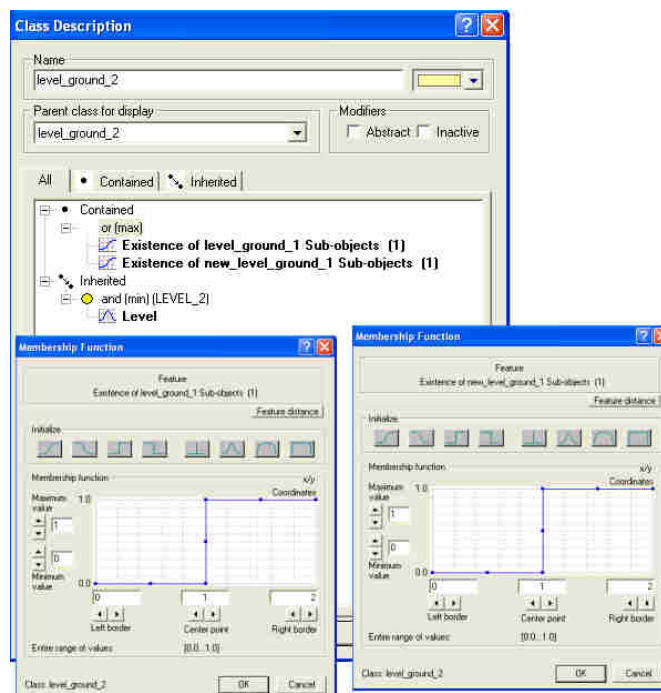 Class Description
Name
level_ground_2
Parent class for display
level_ground_2
Modifiers
Abstract Inactive
All Contained Inherited
Contained
or (max)
Existence of level_ground_1 Sub-objects (1)
Existence of new_level_ground_1 Sub-objects (1)
Inherited
and (min) (LEVEL_2)
Level
Membership Function
Feature
Existence of level_ground_1 Sub-objects (1)
Feature distance
Initialize
Membership function
x/y
Coordinates
Maximum
value
1.0
1
0
Minimum
value
0.0
0 1 2
Left border Center point Right border
Entire range of values: [0.0...1.0]
Class: level_ground_2 OK Cancel
Membership Function
Feature
Existence of new_level_ground_1 Sub-objects (1)
Feature distance
Initialize
Membership function
x/y
Coordinates
Maximum
value
1.0
1
0
Minimum
value
0.0
0 1 2
Left border Center point Right border
Entire range of values: [0.0...1.0]
Class: level_ground_2 OK Cancel